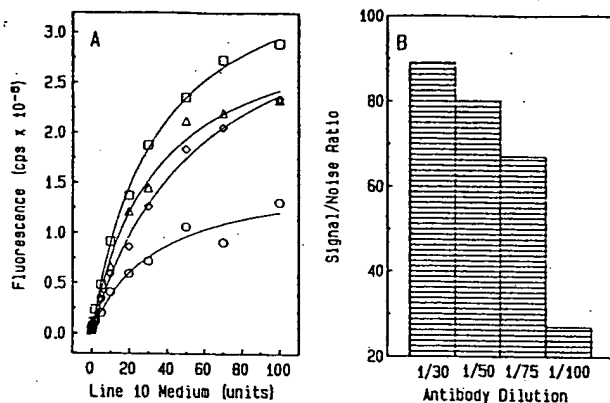 A
3.0
2.5
2.0
1.5
1.0
0.5
0.0
Fluorescence (cps x 10⁻⁶)
0 20 40 60 80 100
Line 10 Medium (units)
B
100
80
60
40
20
Signal/Noise Ratio
1/30 1/50 1/75 1/100
Antibody Dilution